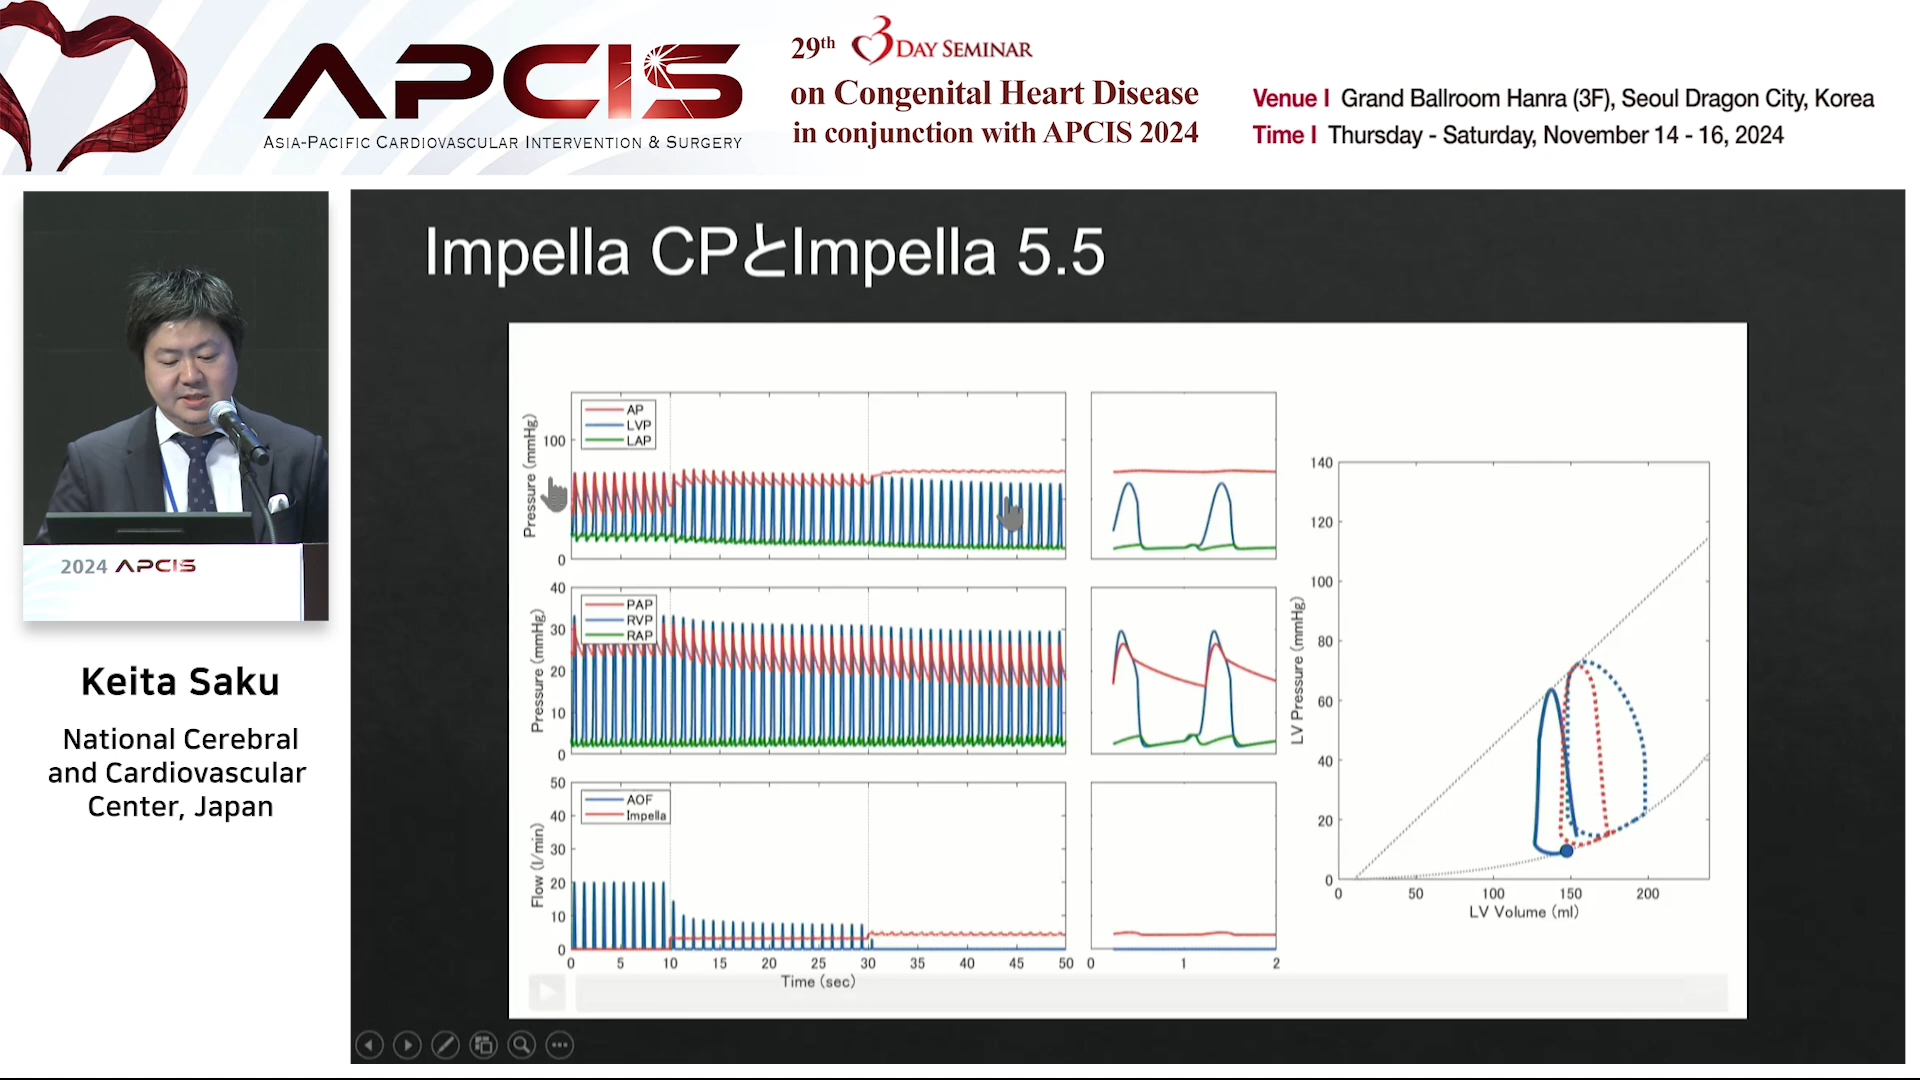 APCIS
ASIA-PACIFIC CARDIOVASCULAR INTERVENTION & SURGERY
29th 3 DAY SEMINAR
on Congenital Heart Disease
in conjunction with APCIS 2024
Venue I Grand Ballroom Hanra (3F), Seoul Dragon City, Korea
Time I Thursday - Saturday, November 14 - 16, 2024
2024 APCIS
Keita Saku
National Cerebral
and Cardiovascular
Center, Japan
Impella CPとImpella 5.5
Pressure (mmHg)
100
0
AP
LVP
LAP
Pressure (mmHg)
40
30
20
10
0
PAP
RVP
RAP
Flow (l/min)
50
40
30
20
10
0
AOF
Impella
0 5 10 15 20 25 30 35 40 45 50
Time (sec)
0 1 2
LV Pressure (mmHg)
140
120
100
80
60
40
20
0
0 50 100 150 200
LV Volume (ml)